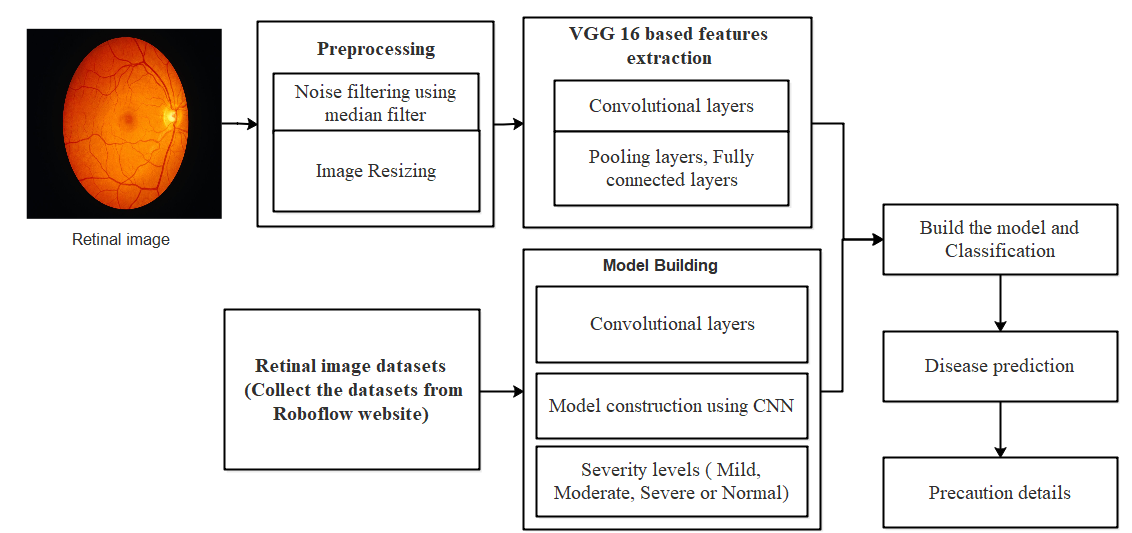 Retinal image
Preprocessing
Noise filtering using
median filter
Image Resizing
VGG 16 based features
extraction
Convolutional layers
Pooling layers, Fully
connected layers
Retinal image datasets
(Collect the datasets from
Roboflow website)
Model Building
Convolutional layers
Model construction using CNN
Severity levels ( Mild,
Moderate, Severe or Normal)
Build the model and
Classification
Disease prediction
Precaution details